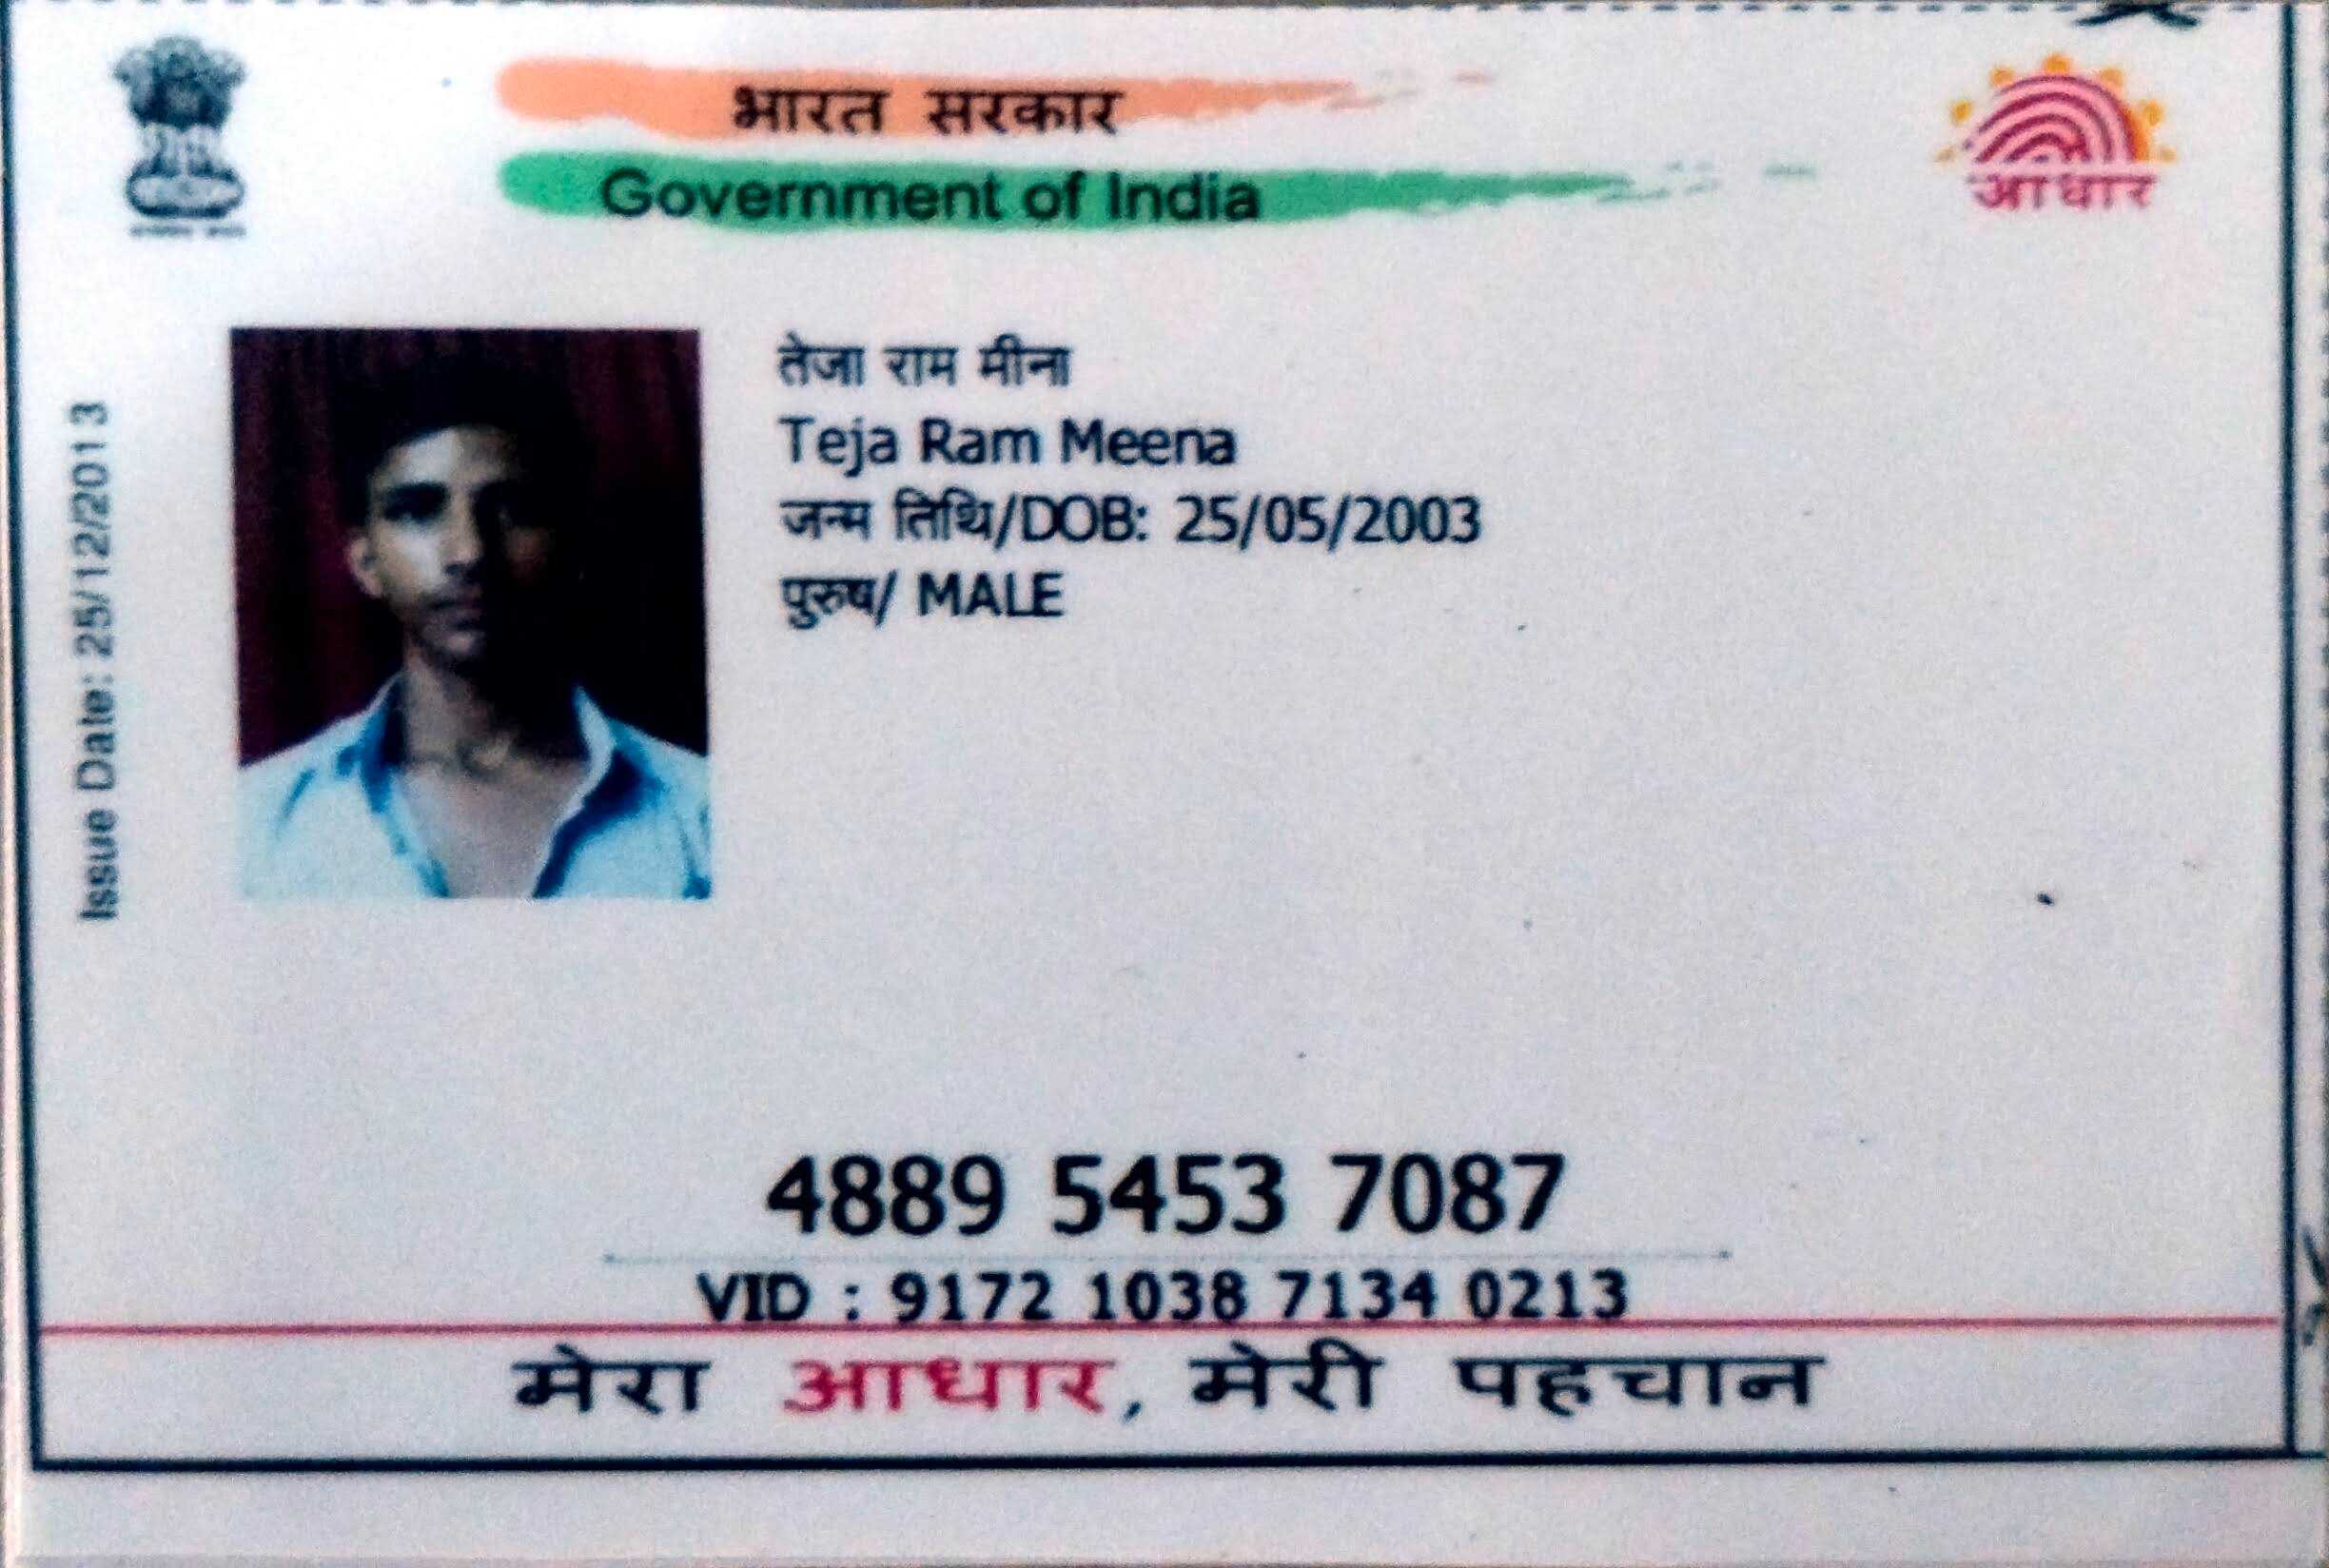 भारत सरकार
Government of India
आधार
Issue Date: 25/12/2013
तेजा राम मीना
Teja Ram Meena
जन्म तिथि/DOB: 25/05/2003
पुरुष/ MALE
4889 5453 7087
VID : 9172 1038 7134 0213
मेरा आधार, मेरी पहचान